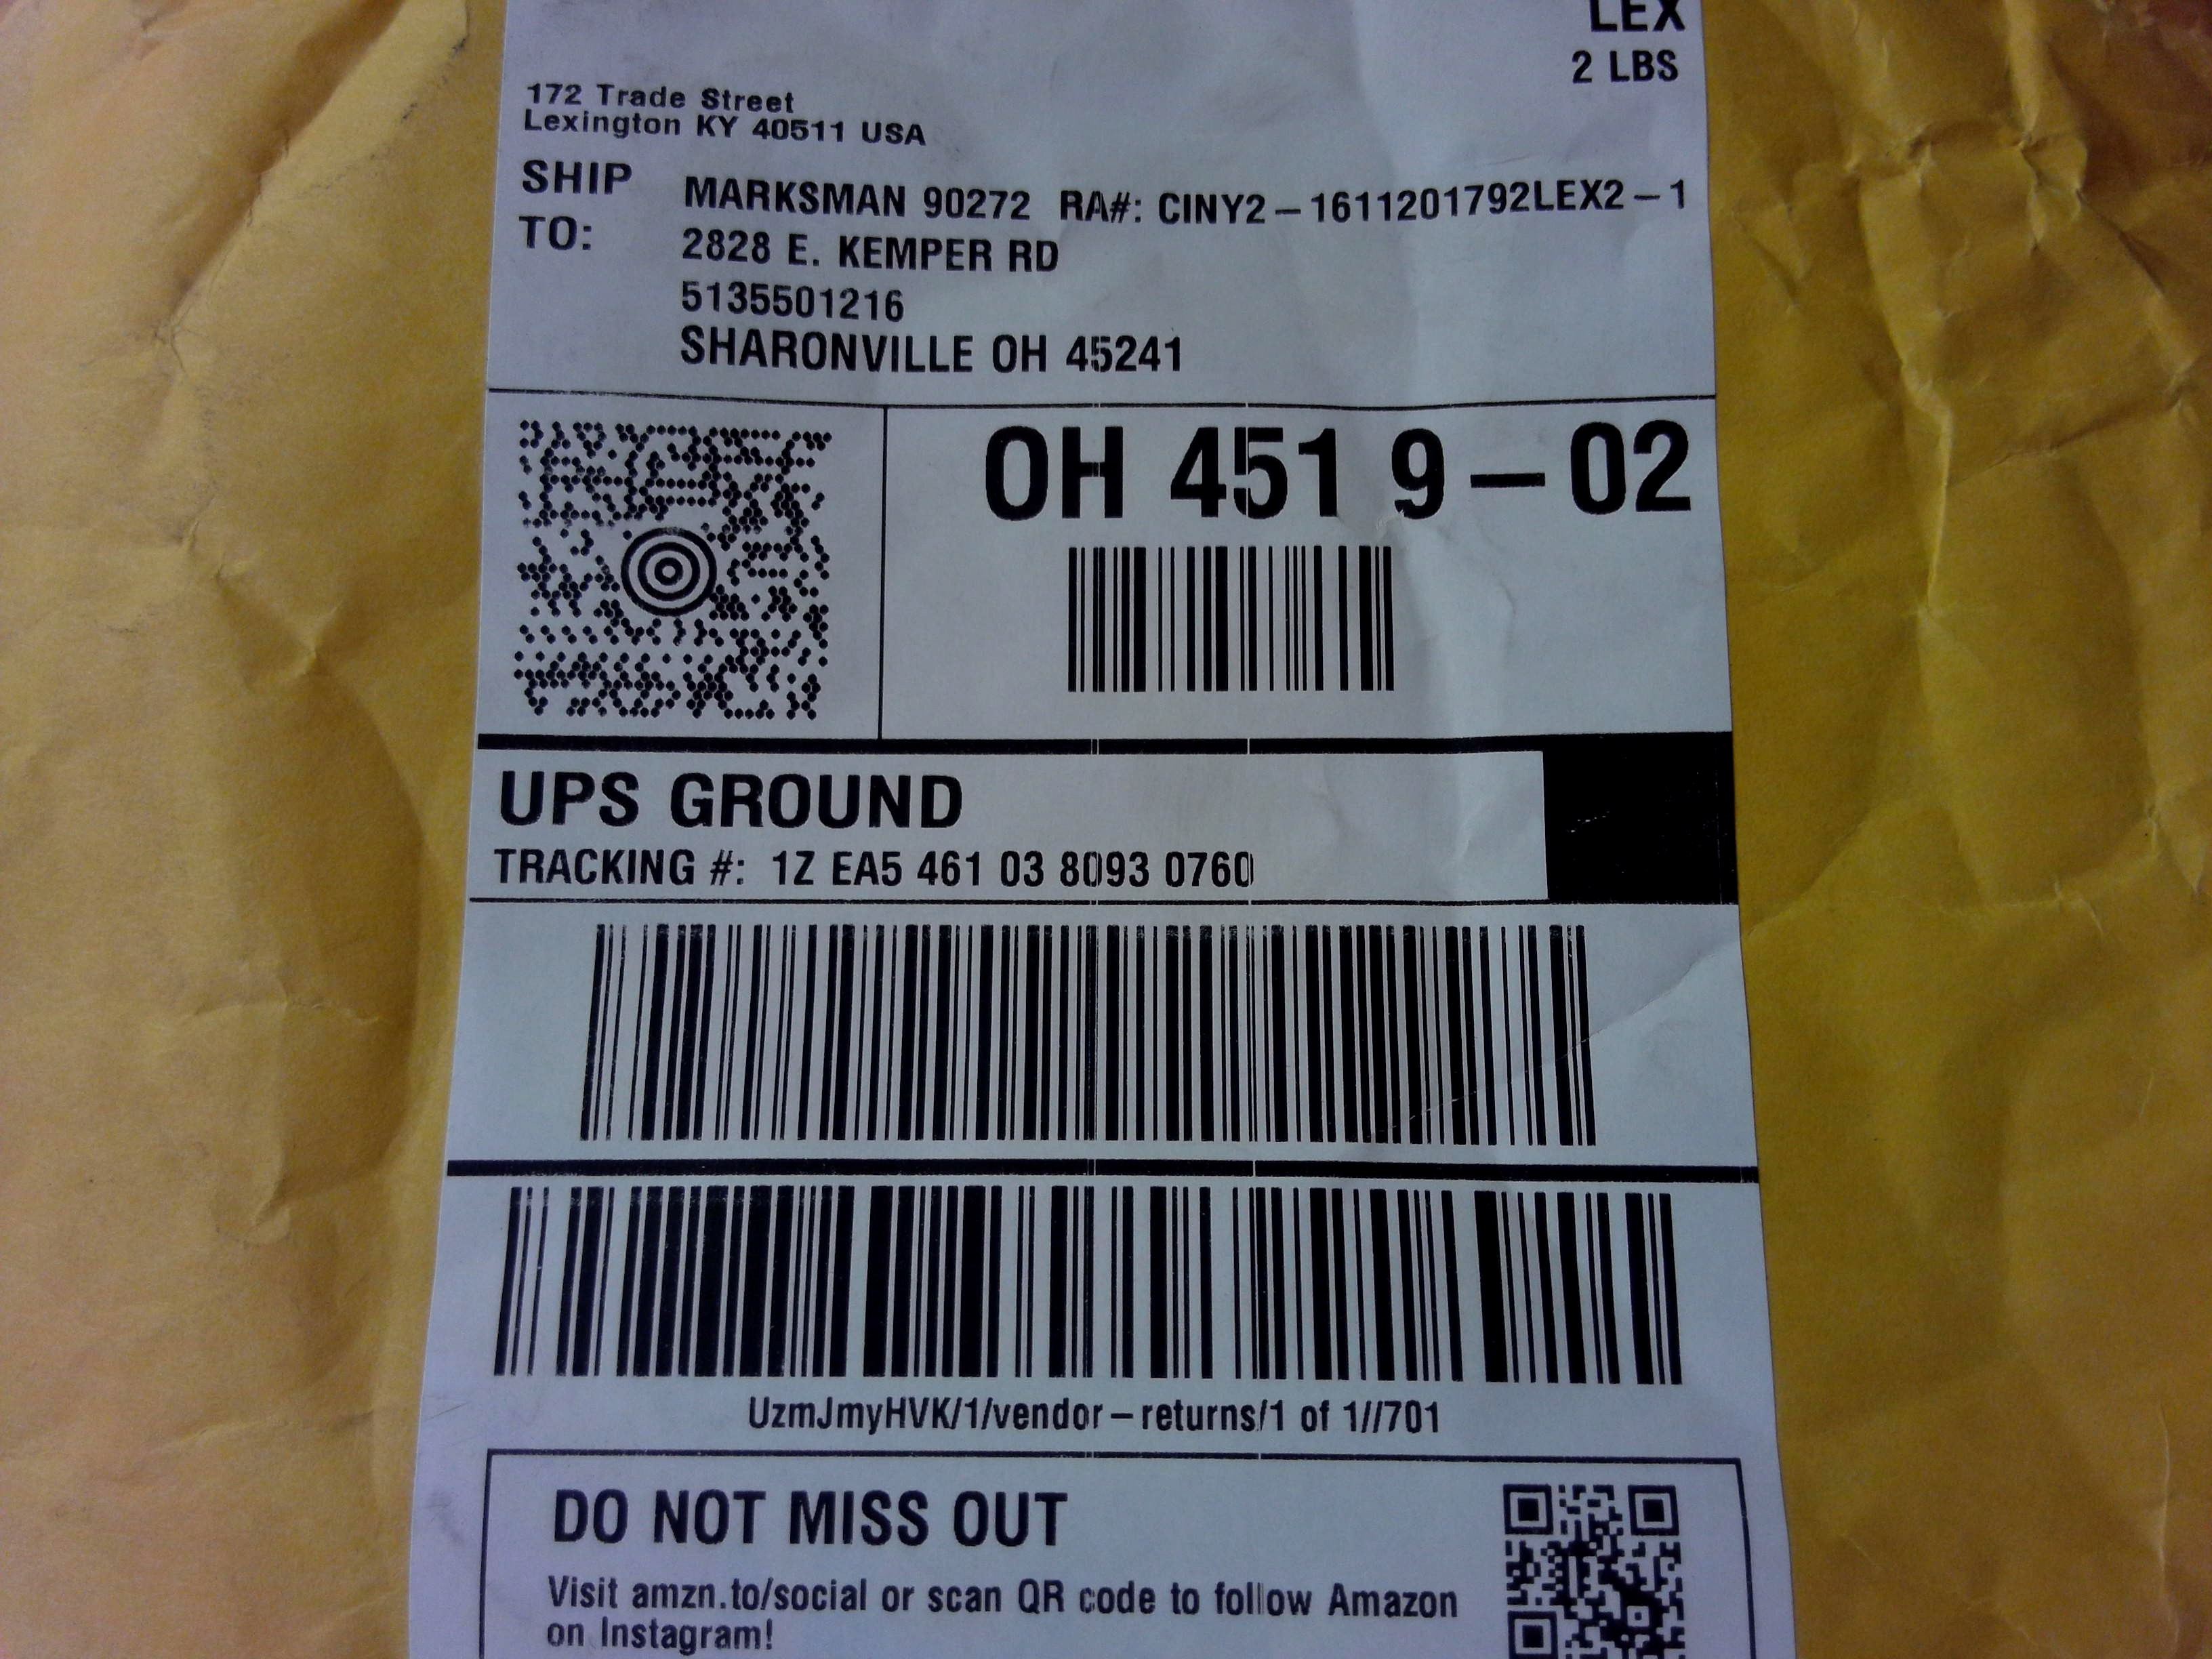 LEX
2 LBS
172 Trade Street
Lexington KY 40511 USA
SHIP TO:
MARKSMAN 90272 RA#: CINY2-1611201792LEX2-1
2828 E. KEMPER RD
5135501216
SHARONVILLE OH 45241
OH 451 9-02
UPS GROUND
TRACKING #: 1Z EA5 461 03 8093 0760
UzmJmyHVK/1/vendor-returns/1 of 1//701
DO NOT MISS OUT
Visit amzn.to/social or scan QR code to follow Amazon
on Instagram!